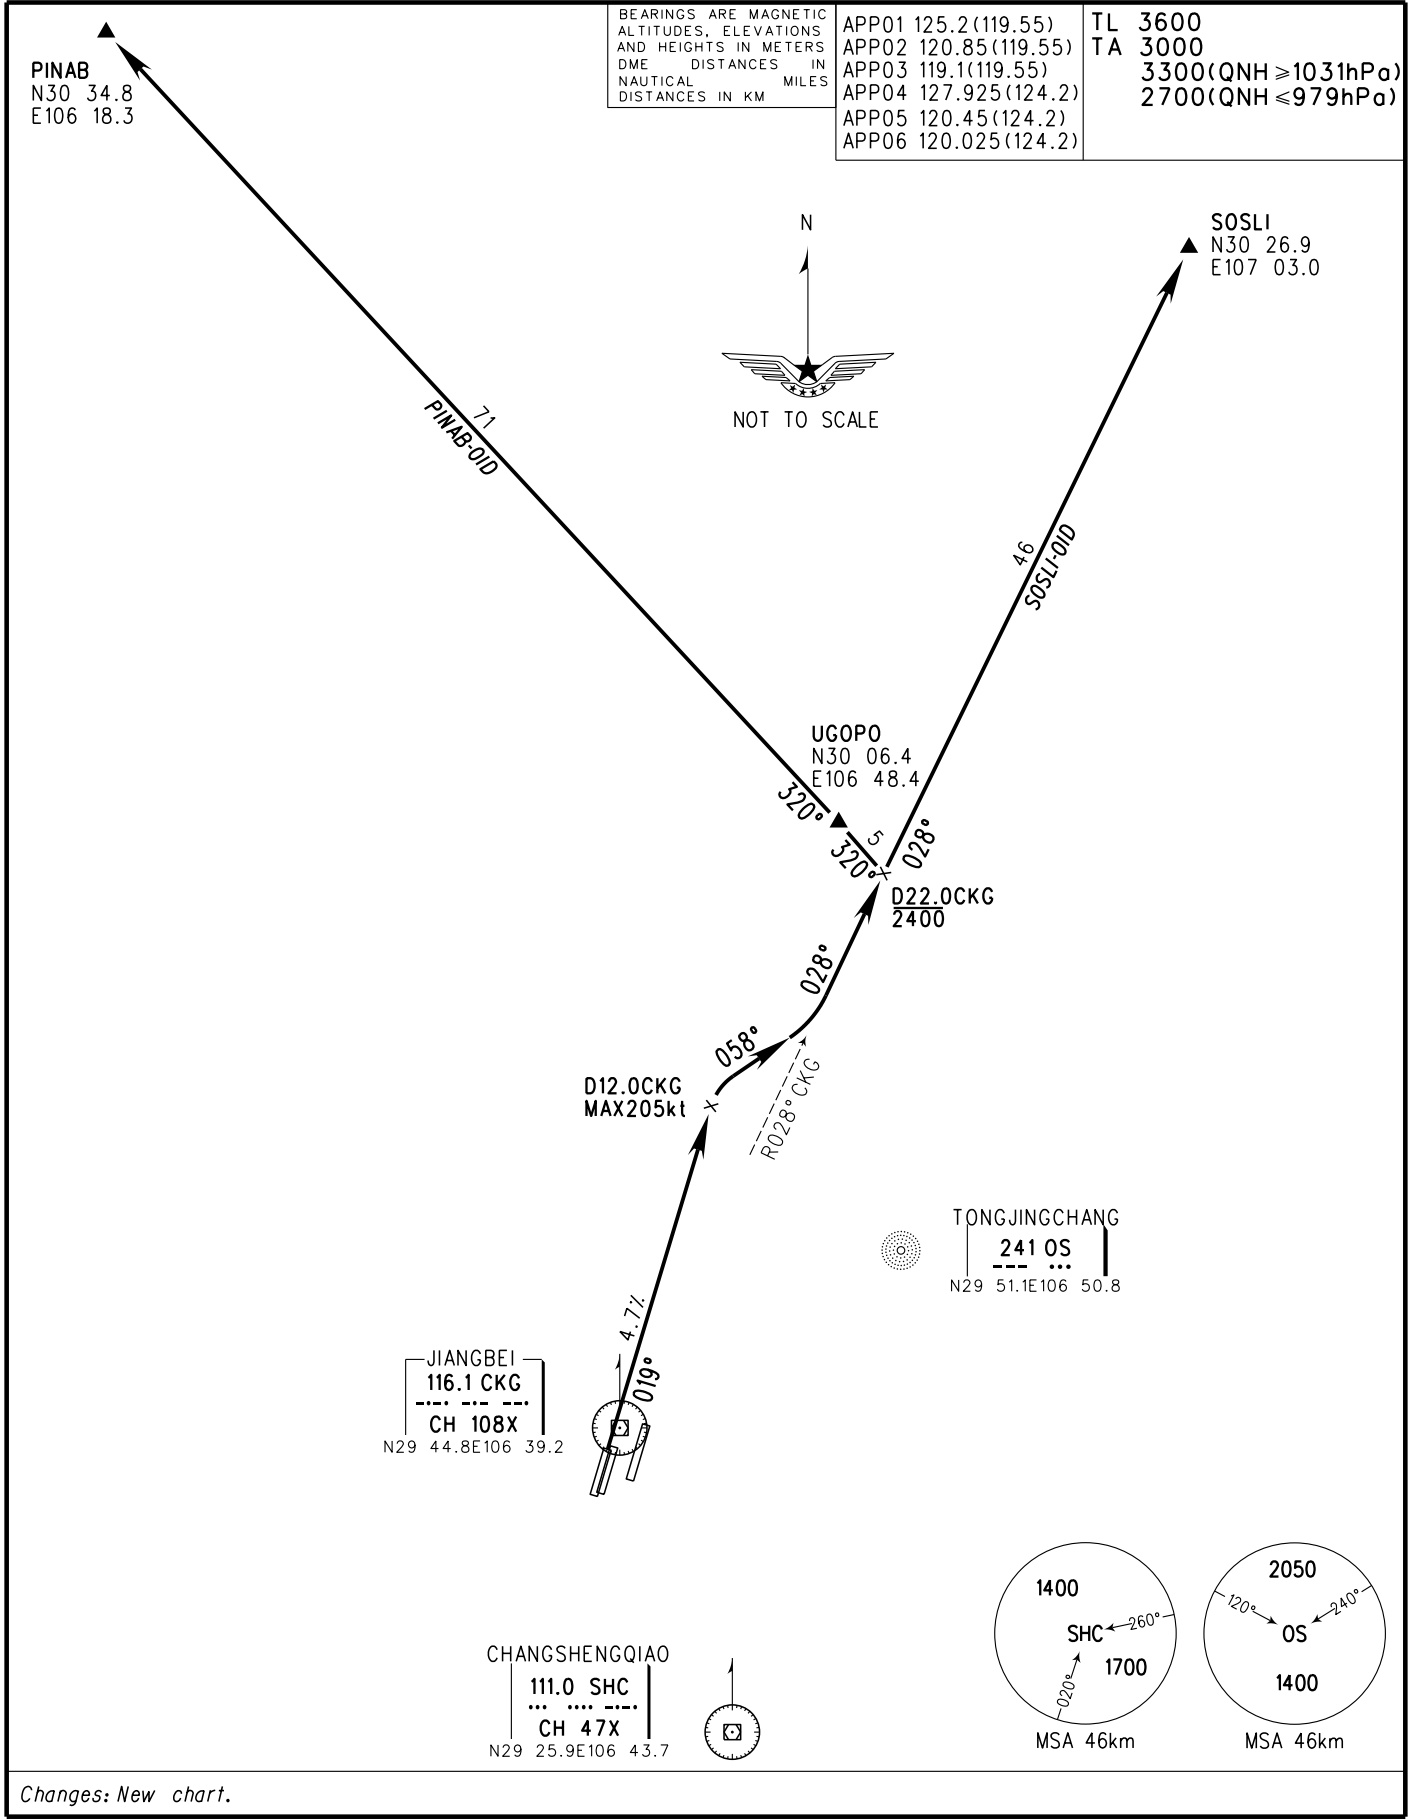 BEARINGS ARE MAGNETIC
ALTITUDES, ELEVATIONS
AND HEIGHTS IN METERS
DME DISTANCES IN
NAUTICAL MILES
DISTANCES IN KM
APP01 125.2(119.55)
APP02 120.85(119.55)
APP03 119.1(119.55)
APP04 127.925(124.2)
APP05 120.45(124.2)
APP06 120.025(124.2)
TL 3600
TA 3000
3300(QNH≥1031hPa)
2700(QNH≤979hPa)
PINAB
N30 34.8
E106 18.3
SOSLI
N30 26.9
E107 03.0
N
NOT TO SCALE
71
PINAB-01D
46
SOSLI-01D
UGOPO
N30 06.4
E106 48.4
320°
5
320°
028°
D22.0CKG
2400
028°
058°
D12.0CKG
MAX205kt
R028°CKG
TONGJINGCHANG
241 OS
N29 51.1E106 50.8
4.7%
019°
JIANGBEI
116.1 CKG
CH 108X
N29 44.8E106 39.2
CHANGSHENGQIAO
111.0 SHC
CH 47X
N29 25.9E106 43.7
1400
SHC
260°
1700
020°
MSA 46km
2050
120°
240°
OS
1400
MSA 46km
Changes: New chart.